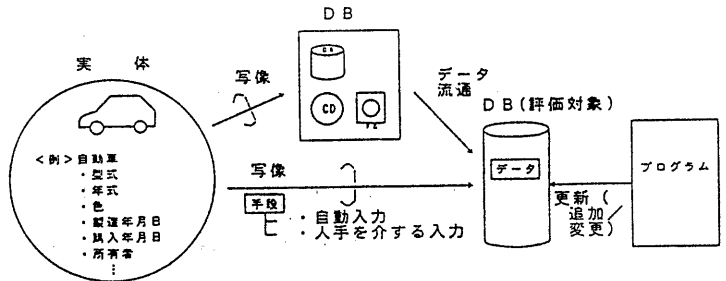 DB
実体
写像
CD
データ
流通
DB(評価対象)
<例>自動車
・型式
・年式
・色
・製造年月日
・購入年月日
・所有者
⋮
写像
手段
・自動入力
・人手を介する入力
データ
プログラム
更新(
追加/
変更)